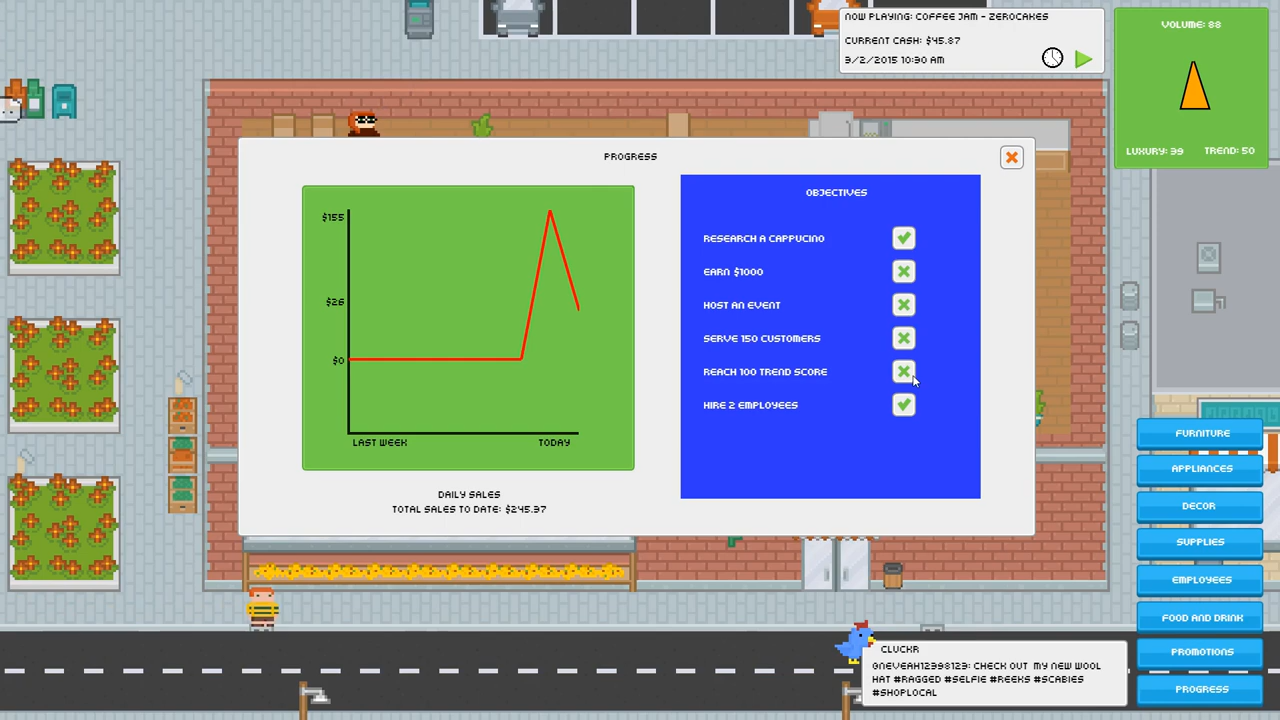 NOW PLAYING: COFFEE JAM - ZEROCAKES
CURRENT CASH: $45.87
3/2/2015 10:30 AM
VOLUME: 88
LUXURY: 39 TREND: 50
PROGRESS
$155
$26
$0
LAST WEEK TODAY
DAILY SALES
TOTAL SALES TO DATE: $245.37
OBJECTIVES
RESEARCH A CAPPUCINO
EARN $1000
HOST AN EVENT
SERVE 150 CUSTOMERS
REACH 100 TREND SCORE
HIRE 2 EMPLOYEES
FURNITURE
APPLIANCES
DECOR
SUPPLIES
EMPLOYEES
FOOD AND DRINK
PROMOTIONS
PROGRESS
CLUCKR
GNEVEAH12398123: CHECK OUT MY NEW WOOL
HAT #RAGGED #SELFIE #REEKS #SCABIES
#SHOPLOCAL